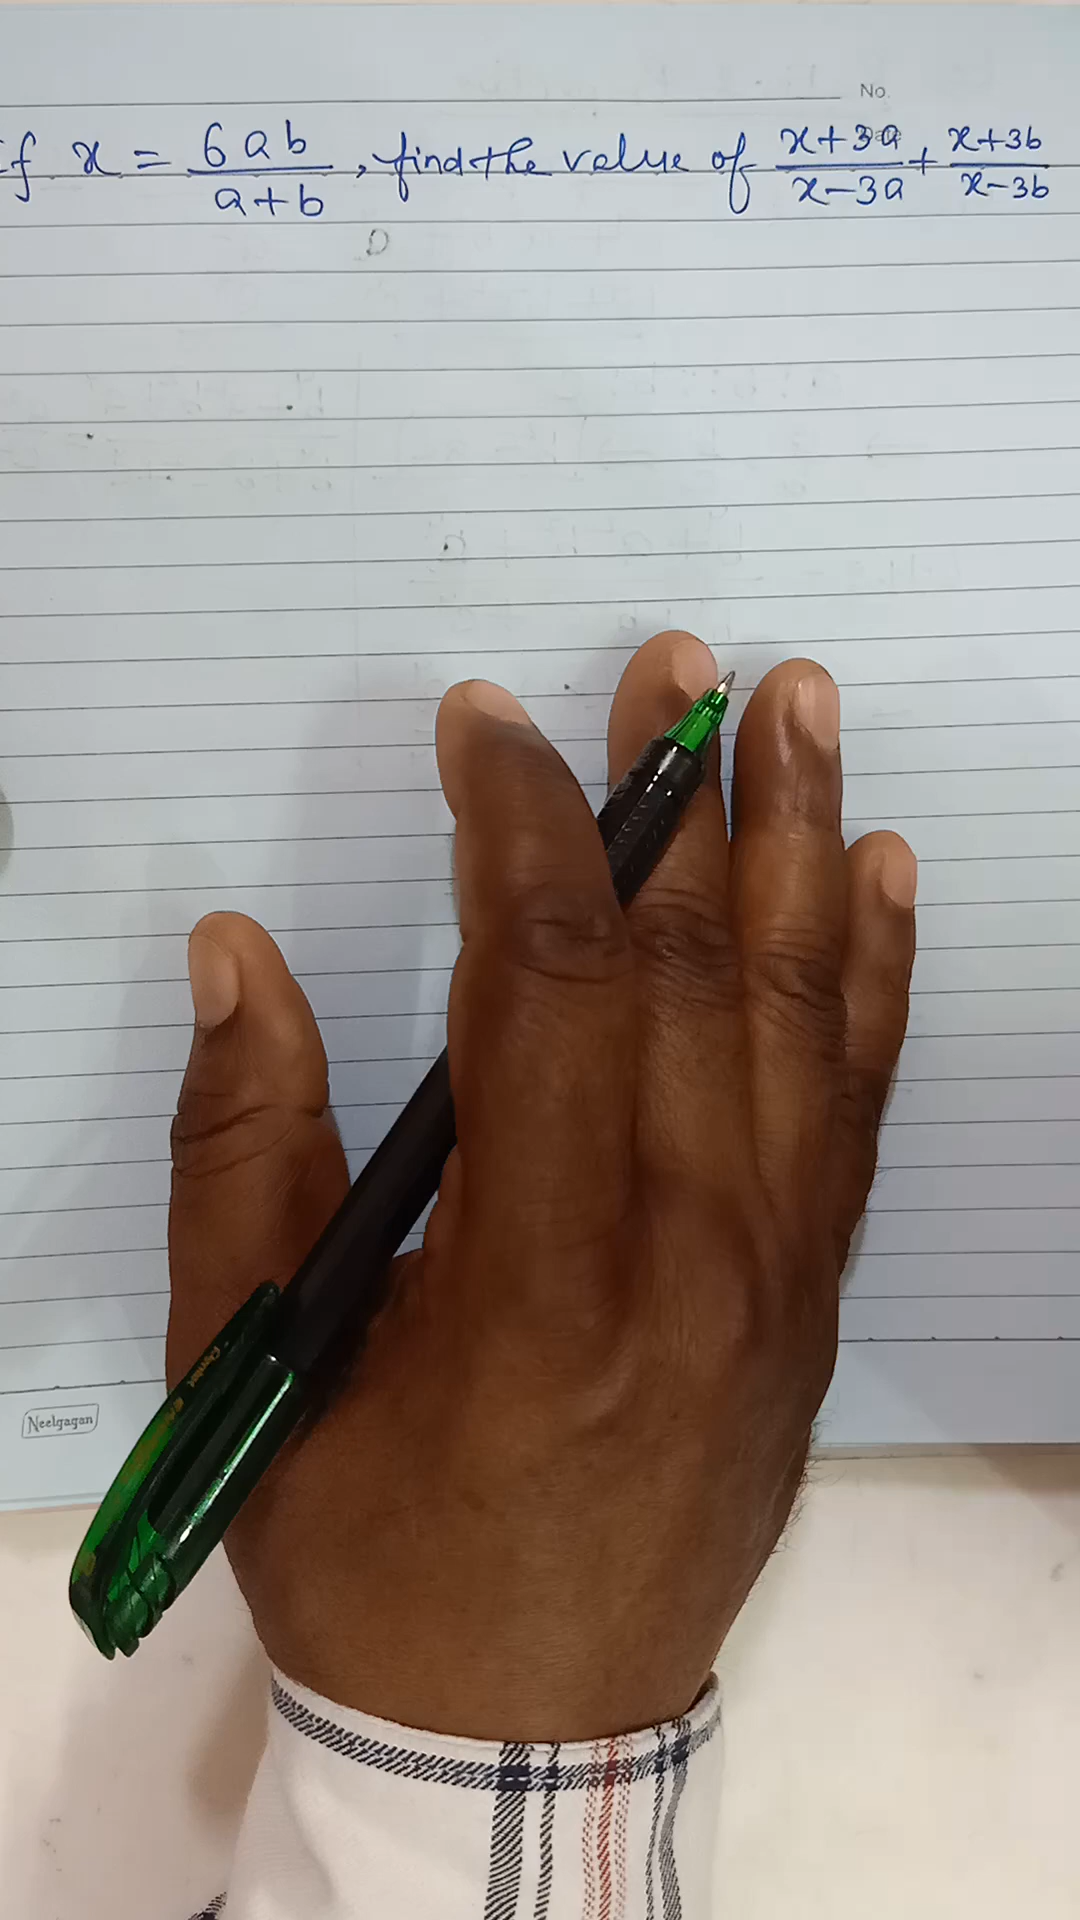 No.
if x = 6ab/a+b, find the value of x+3a/x-3a + x+3b/x-3b
D
Neelgagan